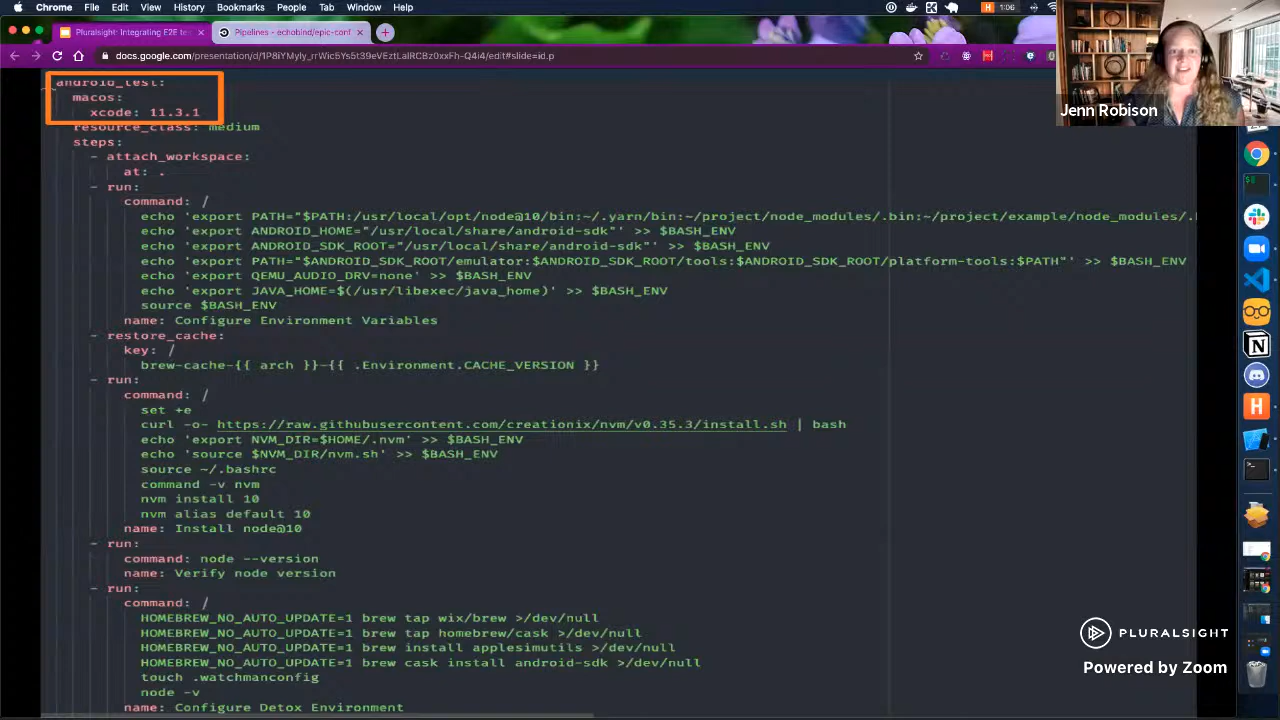 Chrome File Edit View History Bookmarks People Tab Window Help
1:06
Pluralsight: Integrating E2E te
Pipelines - echobind/epic-conf
docs.google.com/presentation/d/1P8iYMyIy_rrWic5Ys5t39eVEztLalRCBz0xxFh-Q4i4/edit#slide=id.p
android_test:
macos:
xcode: 11.3.1
resource_class: medium
steps:
- attach_workspace:
at: .
- run:
command: /
echo 'export PATH="$PATH:/usr/local/opt/node@10/bin:~/.yarn/bin:~/project/node_modules/.bin:~/project/example/node_modules/.
echo 'export ANDROID_HOME="/usr/local/share/android-sdk"' >> $BASH_ENV
echo 'export ANDROID_SDK_ROOT="/usr/local/share/android-sdk"' >> $BASH_ENV
echo 'export PATH="$ANDROID_SDK_ROOT/emulator:$ANDROID_SDK_ROOT/tools:$ANDROID_SDK_ROOT/platform-tools:$PATH"' >> $BASH_ENV
echo 'export QEMU_AUDIO_DRV=none' >> $BASH_ENV
echo 'export JAVA_HOME=$(/usr/libexec/java_home)' >> $BASH_ENV
source $BASH_ENV
name: Configure Environment Variables
- restore_cache:
key: /
brew-cache-{{ arch }}-{{ .Environment.CACHE_VERSION }}
- run:
command: /
set +e
curl -o- https://raw.githubusercontent.com/creationix/nvm/v0.35.3/install.sh | bash
echo 'export NVM_DIR=$HOME/.nvm' >> $BASH_ENV
echo 'source $NVM_DIR/nvm.sh' >> $BASH_ENV
source ~/.bashrc
command -v nvm
nvm install 10
nvm alias default 10
name: Install node@10
- run:
command: node --version
name: Verify node version
- run:
command: /
HOMEBREW_NO_AUTO_UPDATE=1 brew tap wix/brew >/dev/null
HOMEBREW_NO_AUTO_UPDATE=1 brew tap homebrew/cask >/dev/null
HOMEBREW_NO_AUTO_UPDATE=1 brew install applesimutils >/dev/null
HOMEBREW_NO_AUTO_UPDATE=1 brew cask install android-sdk >/dev/null
touch .watchmanconfig
node -v
name: Configure Detox Environment
Jenn Robison
PLURALSIGHT
Powered by Zoom